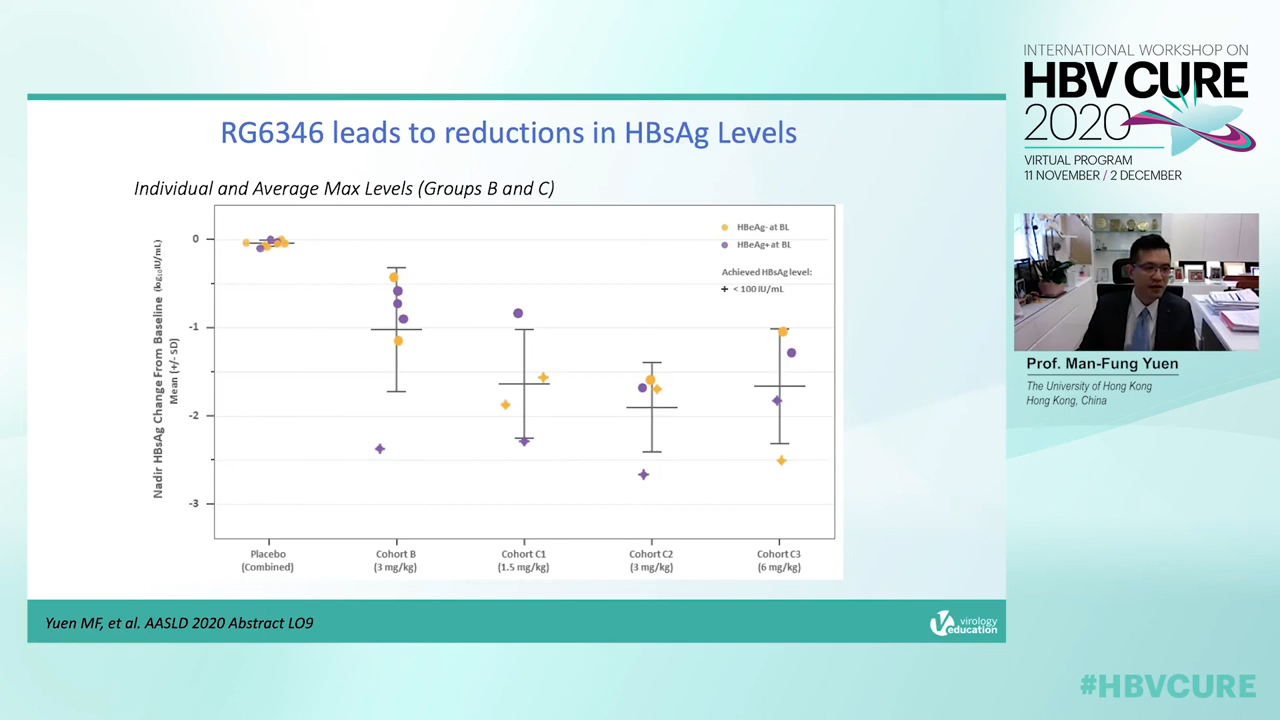 RG6346 leads to reductions in HBsAg Levels
Individual and Average Max Levels (Groups B and C)
Nadir HBsAg Change From Baseline (log10IU/mL)
Mean (+/- SD)
0
-1
-2
-3
HBeAg- at BL
HBeAg+ at BL
Achieved HBsAg level:
+ < 100 IU/mL
Placebo
(Combined)
Cohort B
(3 mg/kg)
Cohort C1
(1.5 mg/kg)
Cohort C2
(3 mg/kg)
Cohort C3
(6 mg/kg)
Yuen MF, et al. AASLD 2020 Abstract LO9
virology
education
INTERNATIONAL WORKSHOP ON
HBV CURE
2020
VIRTUAL PROGRAM
11 NOVEMBER / 2 DECEMBER
Prof. Man-Fung Yuen
The University of Hong Kong
Hong Kong, China
#HBVCURE